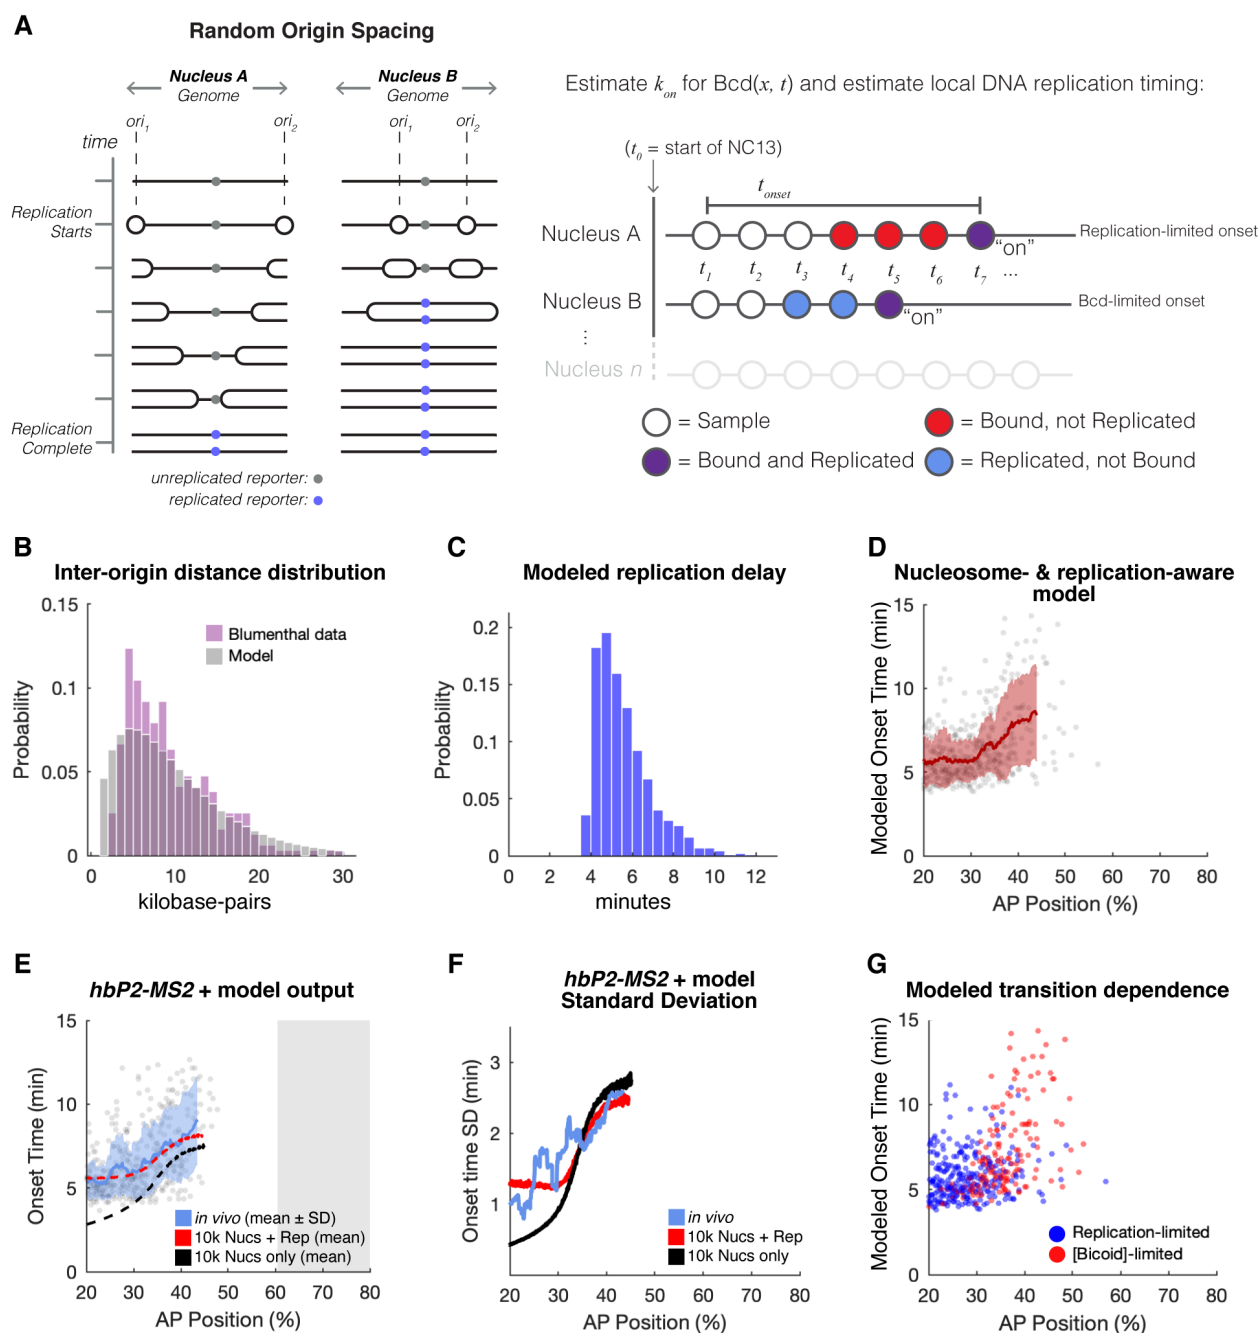 A
Random Origin Spacing
Nucleus A
Genome
Nucleus B
Genome
ori1
ori2
ori1
ori2
time
Replication
Starts
Replication
Complete
unreplicated reporter:
replicated reporter:
Estimate kon for Bcd(x, t) and estimate local DNA replication timing:
(t0 = start of NC13)
tonset
Nucleus A
"on"
Replication-limited onset
t1 t2 t3 t4 t5 t6 t7 ...
Nucleus B
"on"
Bcd-limited onset
⋮
Nucleus n
= Sample
= Bound, not Replicated
= Bound and Replicated
= Replicated, not Bound
B
Inter-origin distance distribution
0.15
0.1
0.05
0
Probability
Blumenthal data
Model
0 10 20 30
kilobase-pairs
C
Modeled replication delay
0.2
0.15
0.1
0.05
0
Probability
0 2 4 6 8 10 12
minutes
D
Nucleosome- & replication-aware
model
15
10
5
0
Modeled Onset Time (min)
20 30 40 50 60 70 80
AP Position (%)
E
hbP2-MS2 + model output
15
10
5
0
Onset Time (min)
in vivo (mean ± SD)
10k Nucs + Rep (mean)
10k Nucs only (mean)
20 30 40 50 60 70 80
AP Position (%)
F
hbP2-MS2 + model
Standard Deviation
3
2
1
Onset time SD (min)
in vivo
10k Nucs + Rep
10k Nucs only
20 30 40 50 60 70 80
AP Position (%)
G
Modeled transition dependence
15
10
5
0
Modeled Onset Time (min)
Replication-limited
[Bicoid]-limited
20 30 40 50 60 70 80
AP Position (%)